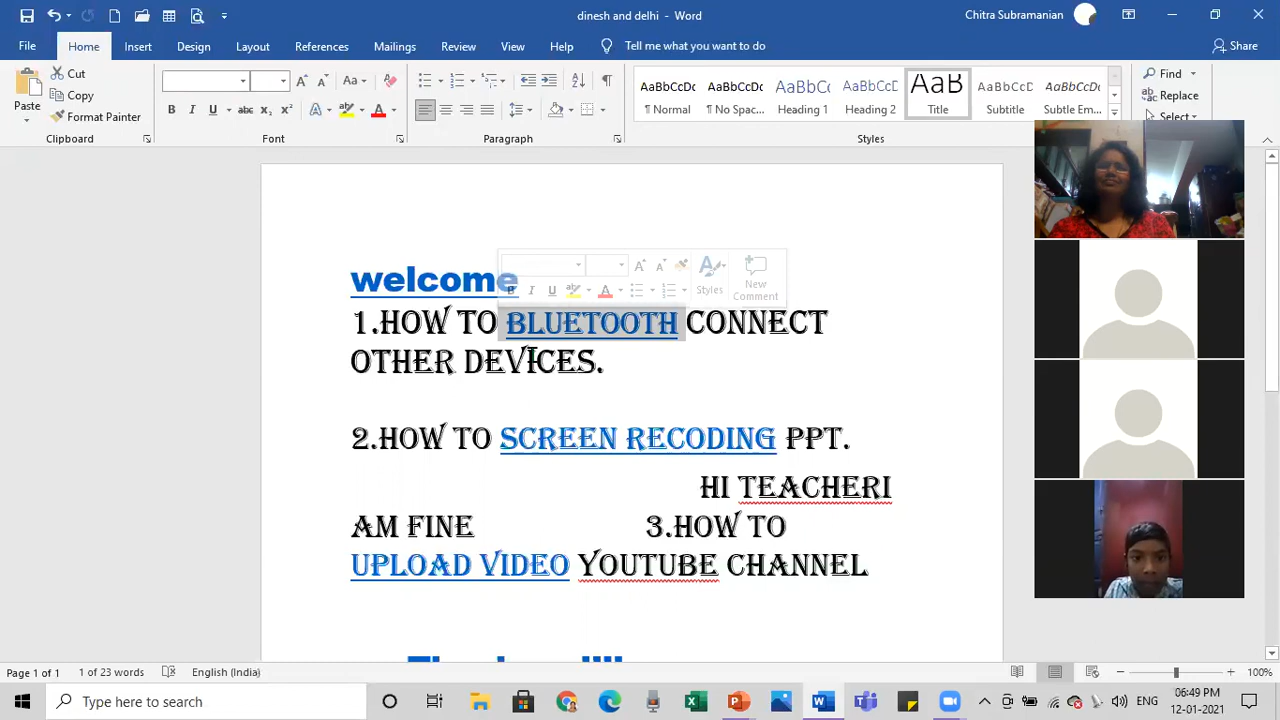 dinesh and delhi - Word
Chitra Subramanian
File Home Insert Design Layout References Mailings Review View Help Tell me what you want to do Share
Paste
Cut
Copy
Format Painter
Clipboard
Font
Paragraph
AaBbCcDc ¶ Normal
AaBbCcDc ¶ No Spac...
AaBbCc Heading 1
AaBbCcD Heading 2
AaB Title
AaBbCcD Subtitle
AaBbCcDc Subtle Em...
Styles
Find
Replace
Select
Styles
New Comment
welcome
1.HOW TO BLUETOOTH CONNECT
OTHER DEVICES.
2.HOW TO SCREEN RECODING PPT.
HI TEACHERI
AM FINE 3.HOW TO
UPLOAD VIDEO YOUTUBE CHANNEL
Page 1 of 1 1 of 23 words English (India) 100%
Type here to search
ENG
06:49 PM
12-01-2021